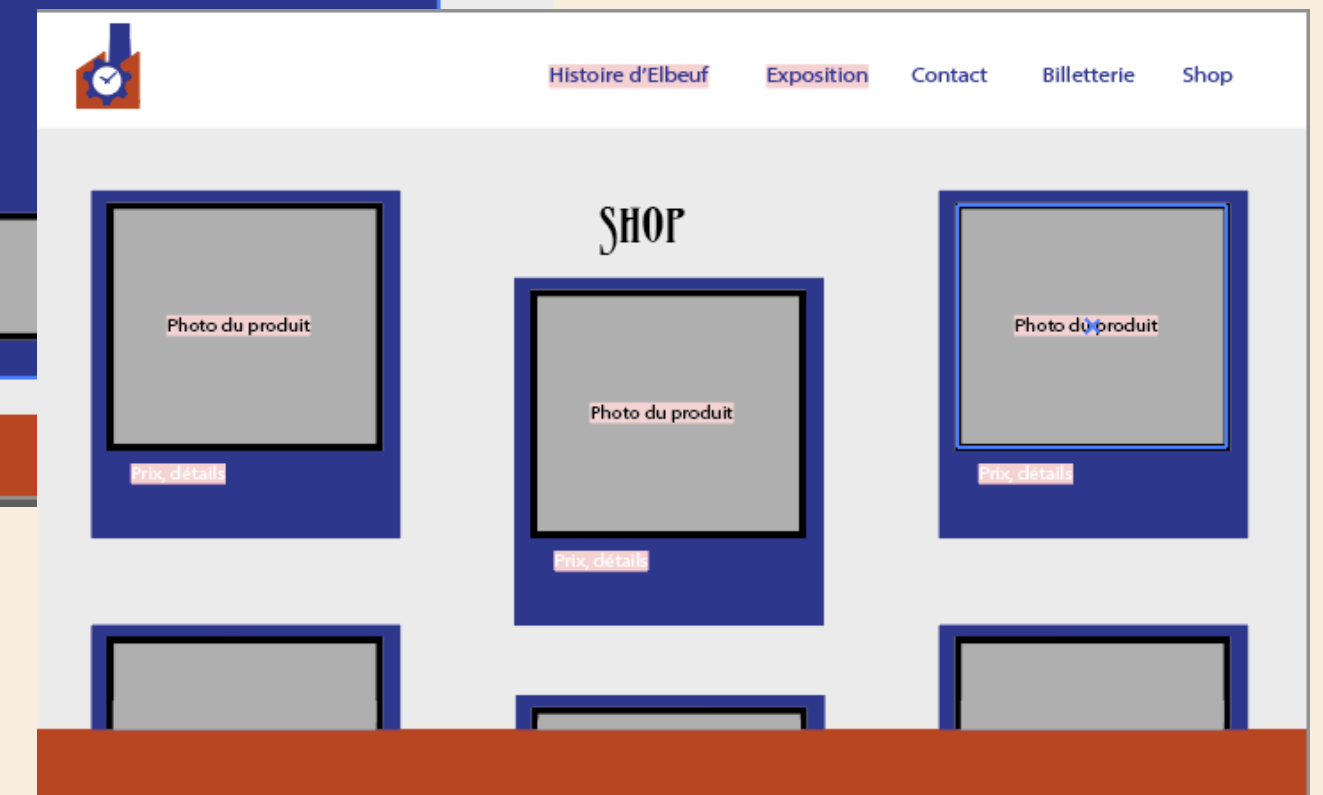 Histoire d'Elbeuf Exposition Contact Billetterie Shop
SHOP
Photo du produit
Prix, détails
Photo du produit
Prix, détails
Photo du produit
Prix, détails